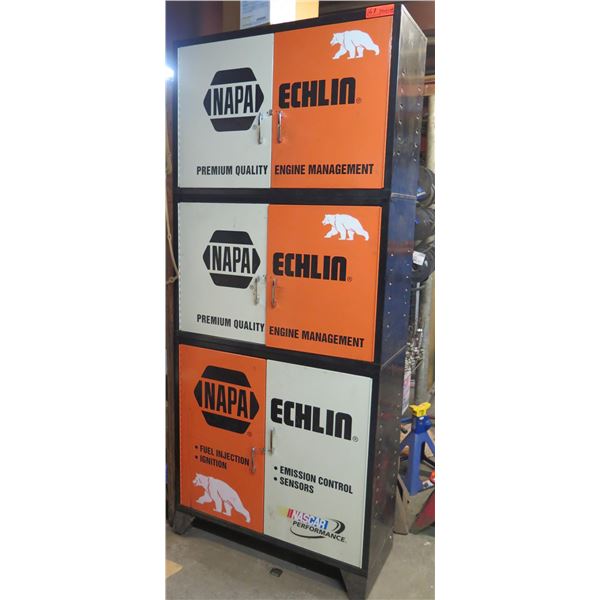 NAPA ECHLIN®
PREMIUM QUALITY ENGINE MANAGEMENT
NAPA ECHLIN®
PREMIUM QUALITY ENGINE MANAGEMENT
NAPA® ECHLIN®
• FUEL INJECTION
• IGNITION
• EMISSION CONTROL
• SENSORS
NASCAR
PERFORMANCE™